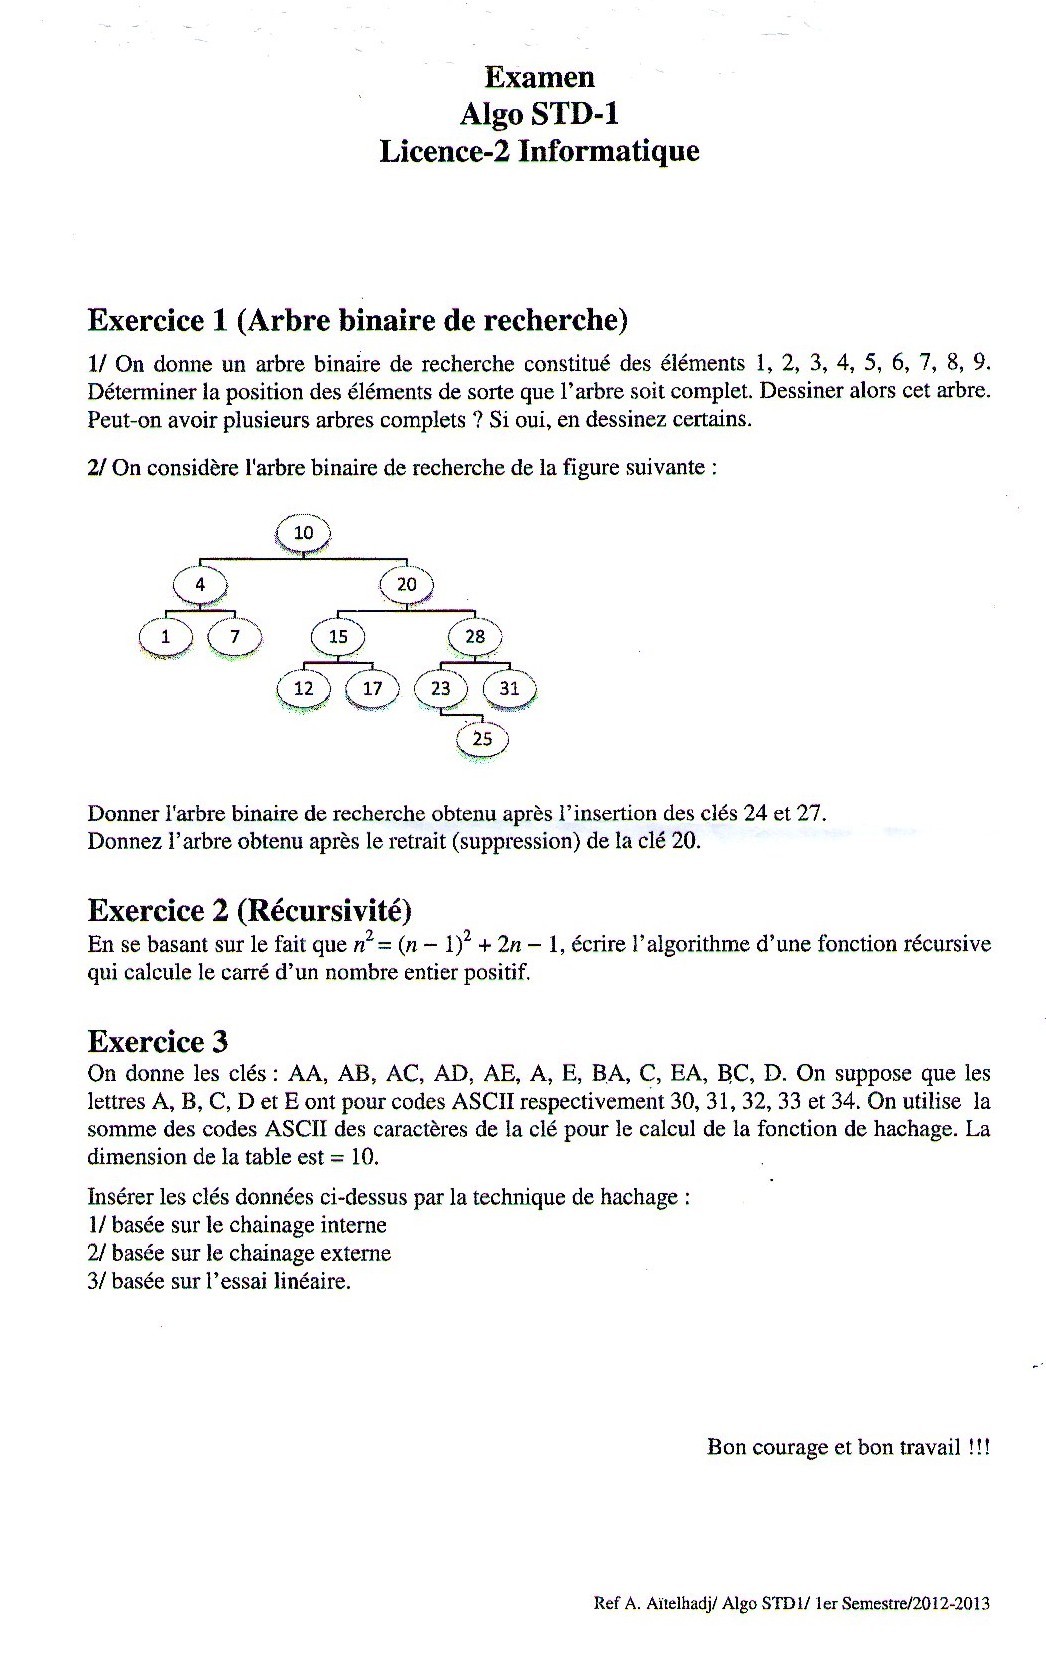 Examen
Algo STD-1
Licence-2 Informatique
Exercice 1 (Arbre binaire de recherche)
1/ On donne un arbre binaire de recherche constitué des éléments 1, 2, 3, 4, 5, 6, 7, 8, 9.
Déterminer la position des éléments de sorte que l'arbre soit complet. Dessiner alors cet arbre.
Peut-on avoir plusieurs arbres complets ? Si oui, en dessinez certains.
2/ On considère l'arbre binaire de recherche de la figure suivante :
10
4 20
1 7 15 28
12 17 23 31
25
Donner l'arbre binaire de recherche obtenu après l'insertion des clés 24 et 27.
Donnez l'arbre obtenu après le retrait (suppression) de la clé 20.
Exercice 2 (Récursivité)
En se basant sur le fait que n² = (n – 1)² + 2n – 1, écrire l'algorithme d'une fonction récursive
qui calcule le carré d'un nombre entier positif.
Exercice 3
On donne les clés : AA, AB, AC, AD, AE, A, E, BA, C, EA, BC, D. On suppose que les
lettres A, B, C, D et E ont pour codes ASCII respectivement 30, 31, 32, 33 et 34. On utilise la
somme des codes ASCII des caractères de la clé pour le calcul de la fonction de hachage. La
dimension de la table est = 10.
Insérer les clés données ci-dessus par la technique de hachage :
1/ basée sur le chainage interne
2/ basée sur le chainage externe
3/ basée sur l'essai linéaire.
Bon courage et bon travail !!!
Ref A. Aïtelhadj/ Algo STD1/ 1er Semestre/2012-2013